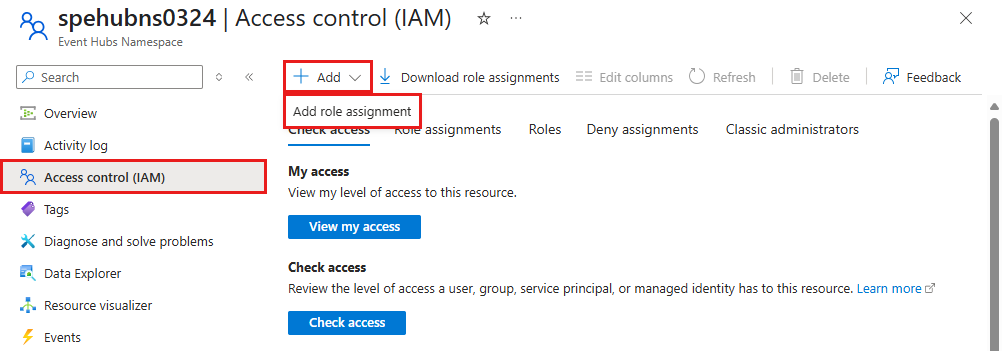 spehubns0324 | Access control (IAM) ☆ ...
Event Hubs Namespace
Search
+ Add Download role assignments Edit columns Refresh Delete Feedback
Add role assignment
Check access Role assignments Roles Deny assignments Classic administrators
Overview
Activity log
Access control (IAM)
Tags
Diagnose and solve problems
Data Explorer
Resource visualizer
Events
My access
View my level of access to this resource.
View my access
Check access
Review the level of access a user, group, service principal, or managed identity has to this resource. Learn more
Check access